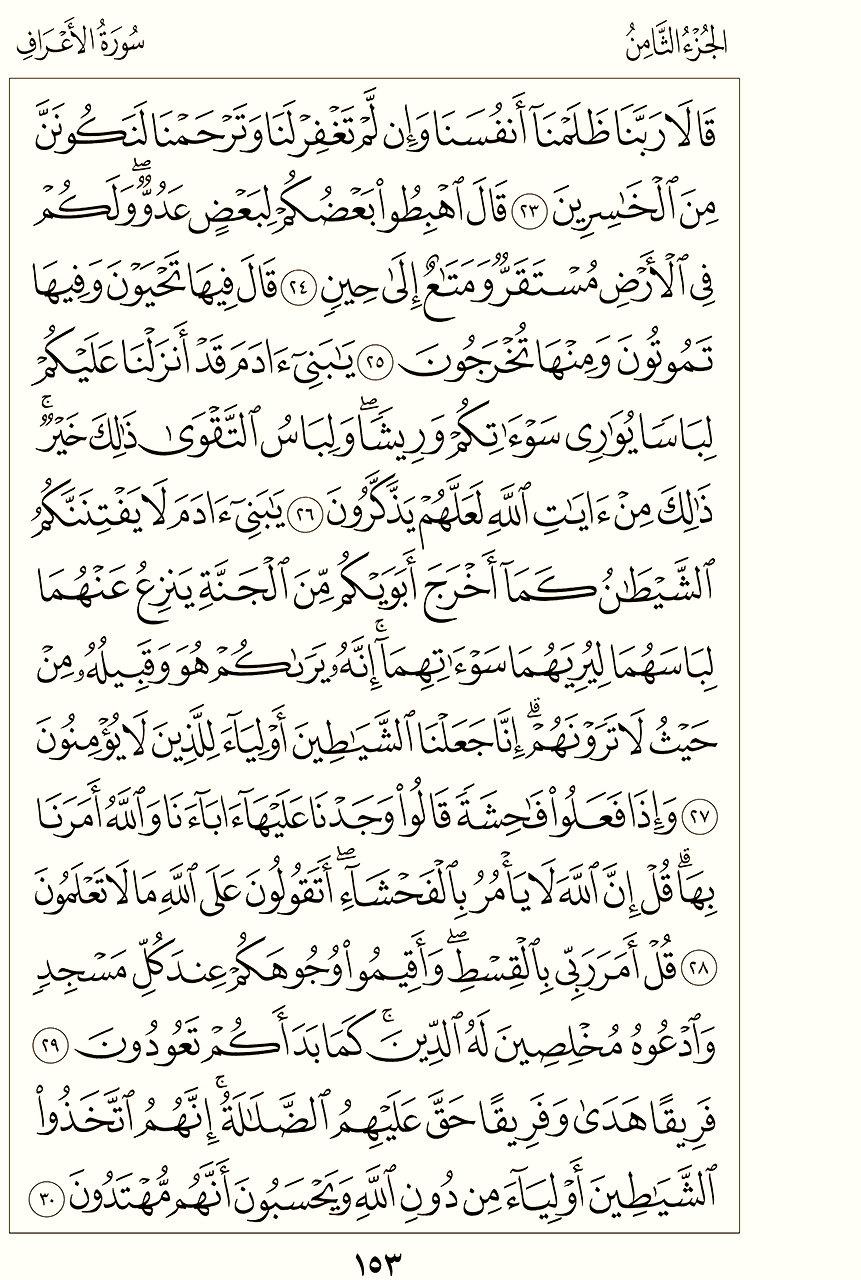 الجُزْءُ الثَّامِنُ
سُورَةُ الأَعْرَافِ
قَالَا رَبَّنَا ظَلَمْنَآ أَنفُسَنَا وَإِن لَّمْ تَغْفِرْ لَنَا وَتَرْحَمْنَا لَنَكُونَنَّ
مِنَ ٱلْخَٰسِرِينَ ٢٣ قَالَ ٱهْبِطُوا۟ بَعْضُكُمْ لِبَعْضٍ عَدُوٌّ ۖ وَلَكُمْ
فِى ٱلْأَرْضِ مُسْتَقَرٌّ وَمَتَٰعٌ إِلَىٰ حِينٍ ٢٤ قَالَ فِيهَا تَحْيَوْنَ وَفِيهَا
تَمُوتُونَ وَمِنْهَا تُخْرَجُونَ ٢٥ يَٰبَنِىٓ ءَادَمَ قَدْ أَنزَلْنَا عَلَيْكُمْ
لِبَاسًا يُوَٰرِى سَوْءَٰتِكُمْ وَرِيشًا ۖ وَلِبَاسُ ٱلتَّقْوَىٰ ذَٰلِكَ خَيْرٌ ۚ
ذَٰلِكَ مِنْ ءَايَٰتِ ٱللَّهِ لَعَلَّهُمْ يَذَّكَّرُونَ ٢٦ يَٰبَنِىٓ ءَادَمَ لَا يَفْتِنَنَّكُمُ
ٱلشَّيْطَٰنُ كَمَآ أَخْرَجَ أَبَوَيْكُم مِّنَ ٱلْجَنَّةِ يَنزِعُ عَنْهُمَا
لِبَاسَهُمَا لِيُرِيَهُمَا سَوْءَٰتِهِمَآ ۚ إِنَّهُۥ يَرَىٰكُمْ هُوَ وَقَبِيلُهُۥ مِنْ
حَيْثُ لَا تَرَوْنَهُمْ ۗ إِنَّا جَعَلْنَا ٱلشَّيَٰطِينَ أَوْلِيَآءَ لِلَّذِينَ لَا يُؤْمِنُونَ
٢٧ وَإِذَا فَعَلُوا۟ فَٰحِشَةً قَالُوا۟ وَجَدْنَا عَلَيْهَآ ءَابَآءَنَا وَٱللَّهُ أَمَرَنَا
بِهَا ۗ قُلْ إِنَّ ٱللَّهَ لَا يَأْمُرُ بِٱلْفَحْشَآءِ ۖ أَتَقُولُونَ عَلَى ٱللَّهِ مَا لَا تَعْلَمُونَ
٢٨ قُلْ أَمَرَ رَبِّى بِٱلْقِسْطِ ۖ وَأَقِيمُوا۟ وُجُوهَكُمْ عِندَ كُلِّ مَسْجِدٍ
وَٱدْعُوهُ مُخْلِصِينَ لَهُ ٱلدِّينَ ۚ كَمَا بَدَأَكُمْ تَعُودُونَ ٢٩
فَرِيقًا هَدَىٰ وَفَرِيقًا حَقَّ عَلَيْهِمُ ٱلضَّلَٰلَةُ ۚ إِنَّهُمُ ٱتَّخَذُوا۟
ٱلشَّيَٰطِينَ أَوْلِيَآءَ مِن دُونِ ٱللَّهِ وَيَحْسَبُونَ أَنَّهُم مُّهْتَدُونَ ٣٠
١٥٣